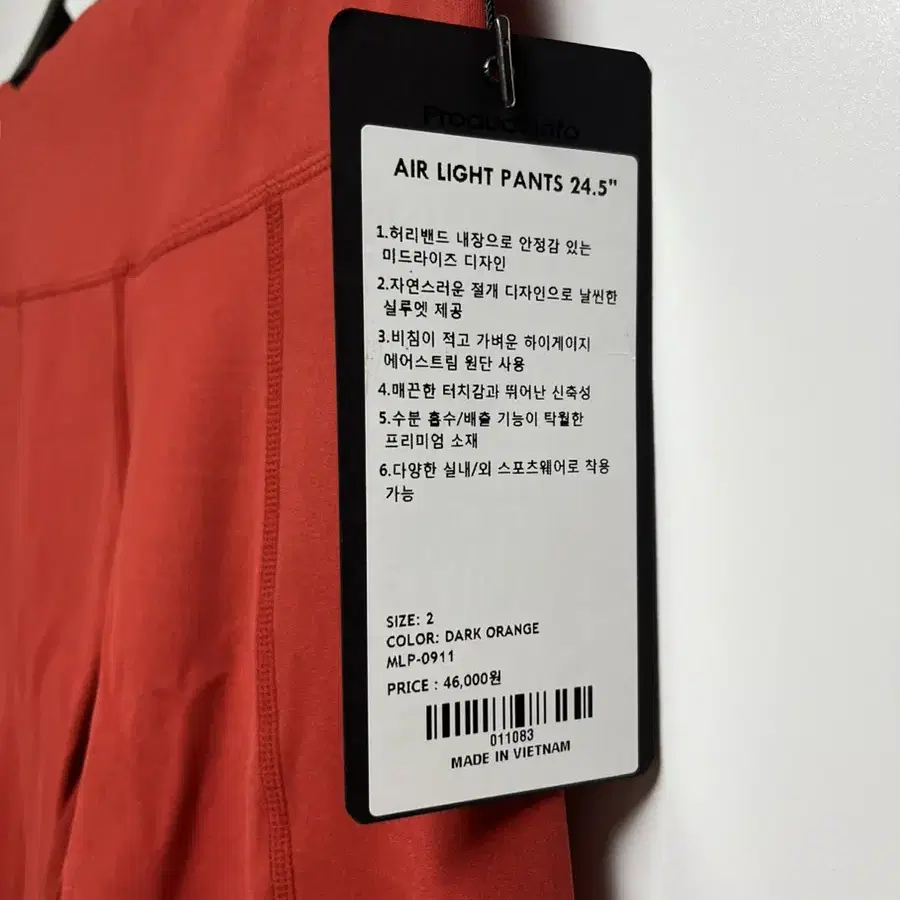 Product Info
AIR LIGHT PANTS 24.5"
1.허리밴드 내장으로 안정감 있는
미드라이즈 디자인
2.자연스러운 절개 디자인으로 날씬한
실루엣 제공
3.비침이 적고 가벼운 하이게이지
에어스트림 원단 사용
4.매끈한 터치감과 뛰어난 신축성
5.수분 흡수/배출 기능이 탁월한
프리미엄 소재
6.다양한 실내/외 스포츠웨어로 착용
가능
SIZE: 2
COLOR: DARK ORANGE
MLP-0911
PRICE : 46,000원
011083
MADE IN VIETNAM